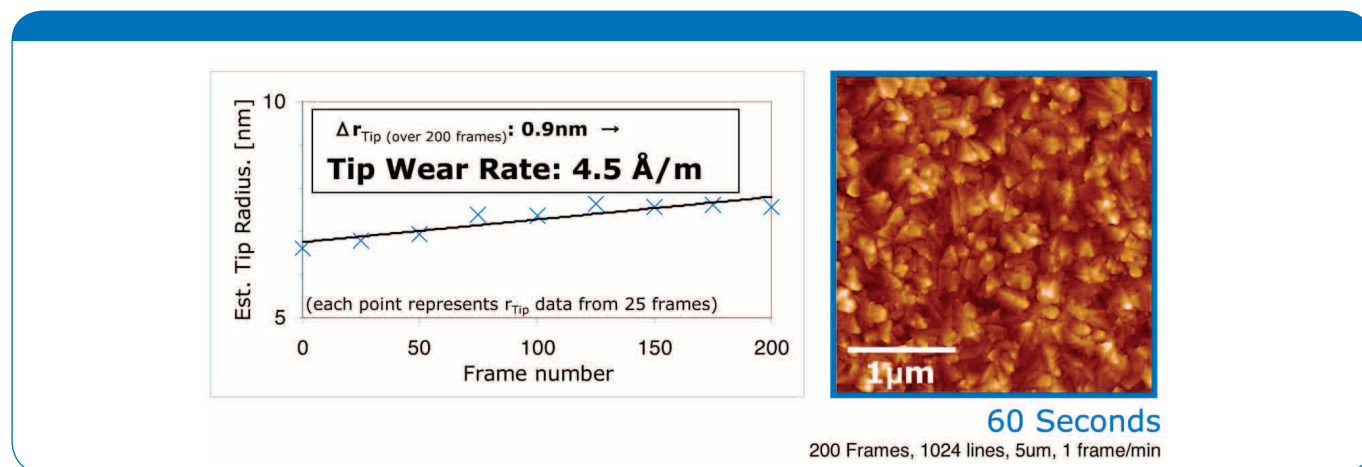 10
Δ rTip (over 200 frames): 0.9nm →
Tip Wear Rate: 4.5 Å/m
Est. Tip Radius. [nm]
(each point represents rTip data from 25 frames)
5
0 50 100 150 200
Frame number
1µm
60 Seconds
200 Frames, 1024 lines, 5um, 1 frame/min